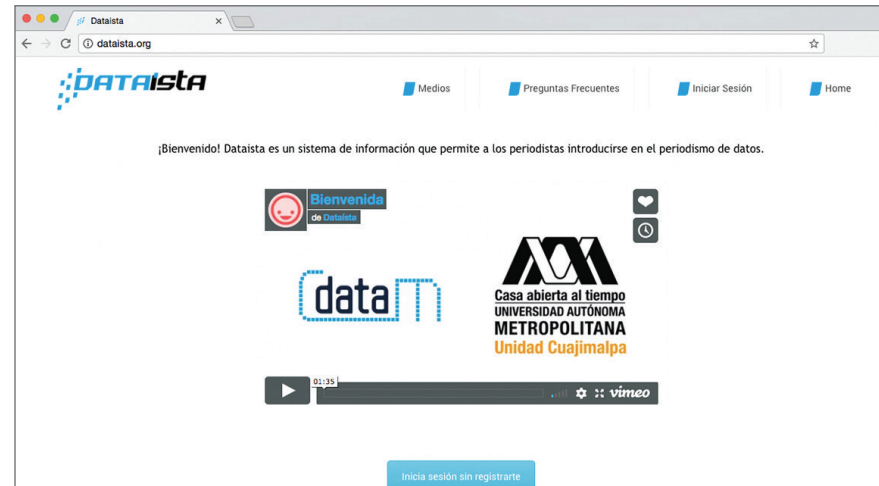 Dataista
dataista.org
DATAISTA
Medios
Preguntas Frecuentes
Iniciar Sesión
Home
¡Bienvenido! Dataista es un sistema de información que permite a los periodistas introducirse en el periodismo de datos.
Bienvenida
de Dataísta
datam
Casa abierta al tiempo
UNIVERSIDAD AUTÓNOMA
METROPOLITANA
Unidad Cuajimalpa
01:35
vimeo
Inicia sesión sin registrarte